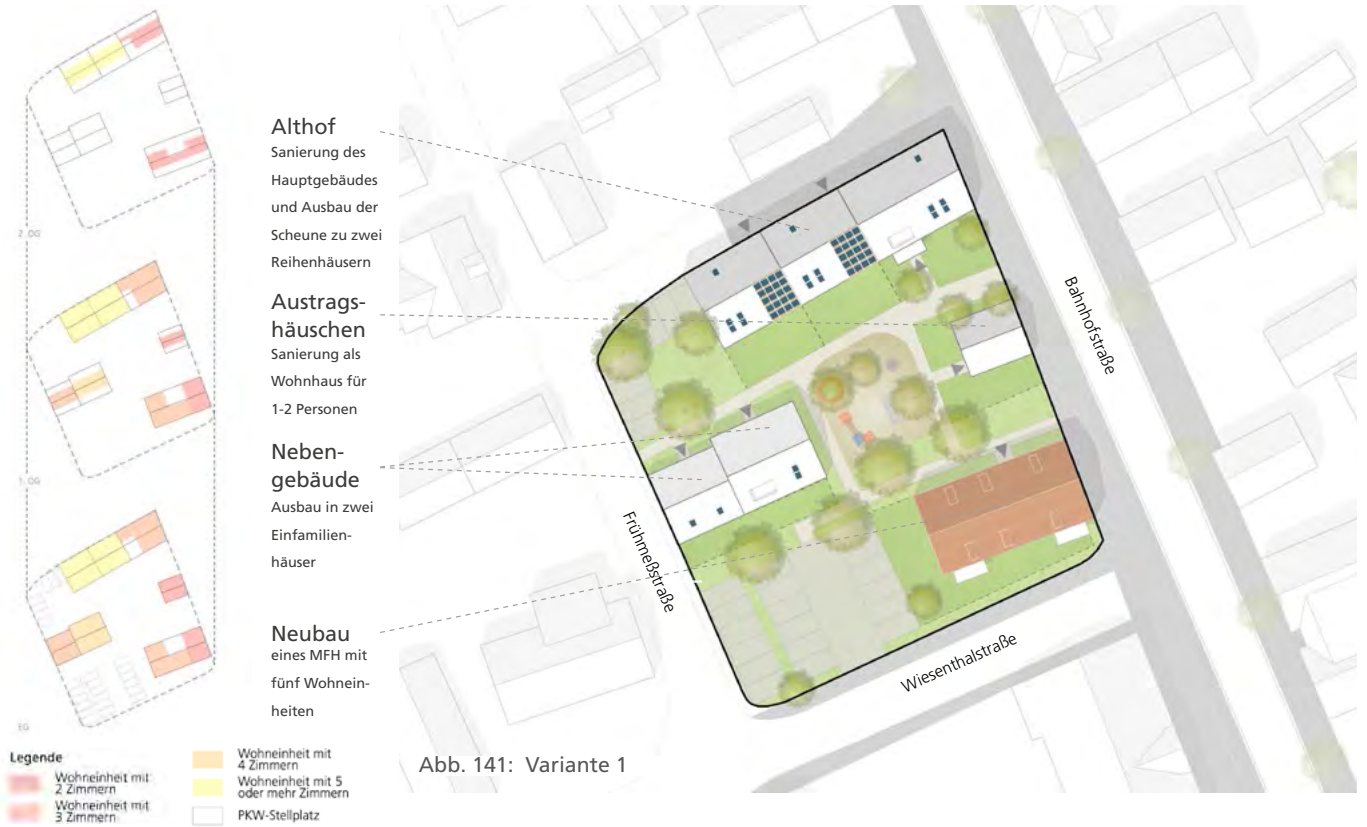 Althof
Sanierung des
Hauptgebäudes
und Ausbau der
Scheune zu zwei
Reihenhäusern
Austrags-
häuschen
Sanierung als
Wohnhaus für
1-2 Personen
Neben-
gebäude
Ausbau in zwei
Einfamilien-
häuser
Neubau
eines MFH mit
fünf Wohnein-
heiten
2. OG
1. OG
EG
Legende
Wohneinheit mit
2 Zimmern
Wohneinheit mit
3 Zimmern
Wohneinheit mit
4 Zimmern
Wohneinheit mit 5
oder mehr Zimmern
PKW-Stellplatz
Bahnhofstraße
Frühmeßstraße
Wiesenthalstraße
Abb. 141: Variante 1